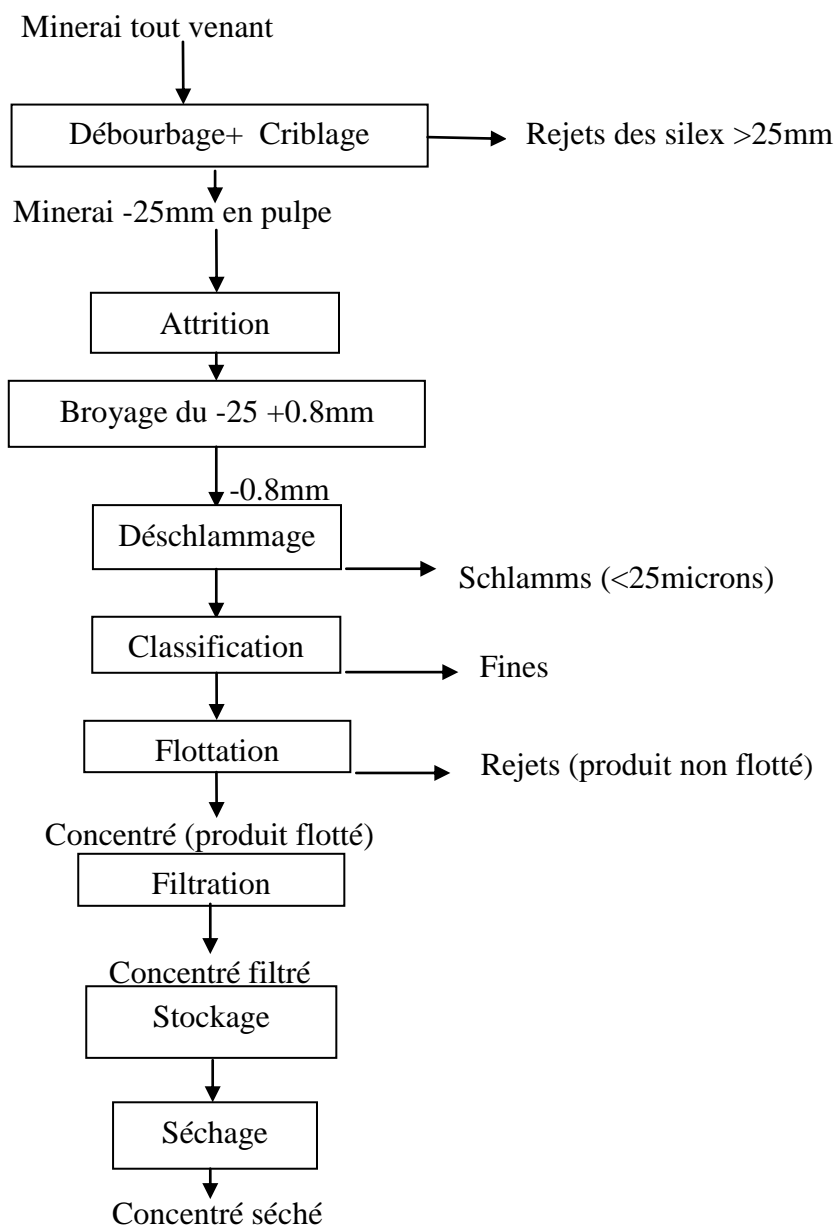 Minerai tout venant
Débourbage+ Criblage
Rejets des silex >25mm
Minerai -25mm en pulpe
Attrition
Broyage du -25 +0.8mm
-0.8mm
Déschlammage
Schlamms (<25microns)
Classification
Fines
Flottation
Rejets (produit non flotté)
Concentré (produit flotté)
Filtration
Concentré filtré
Stockage
Séchage
Concentré séché